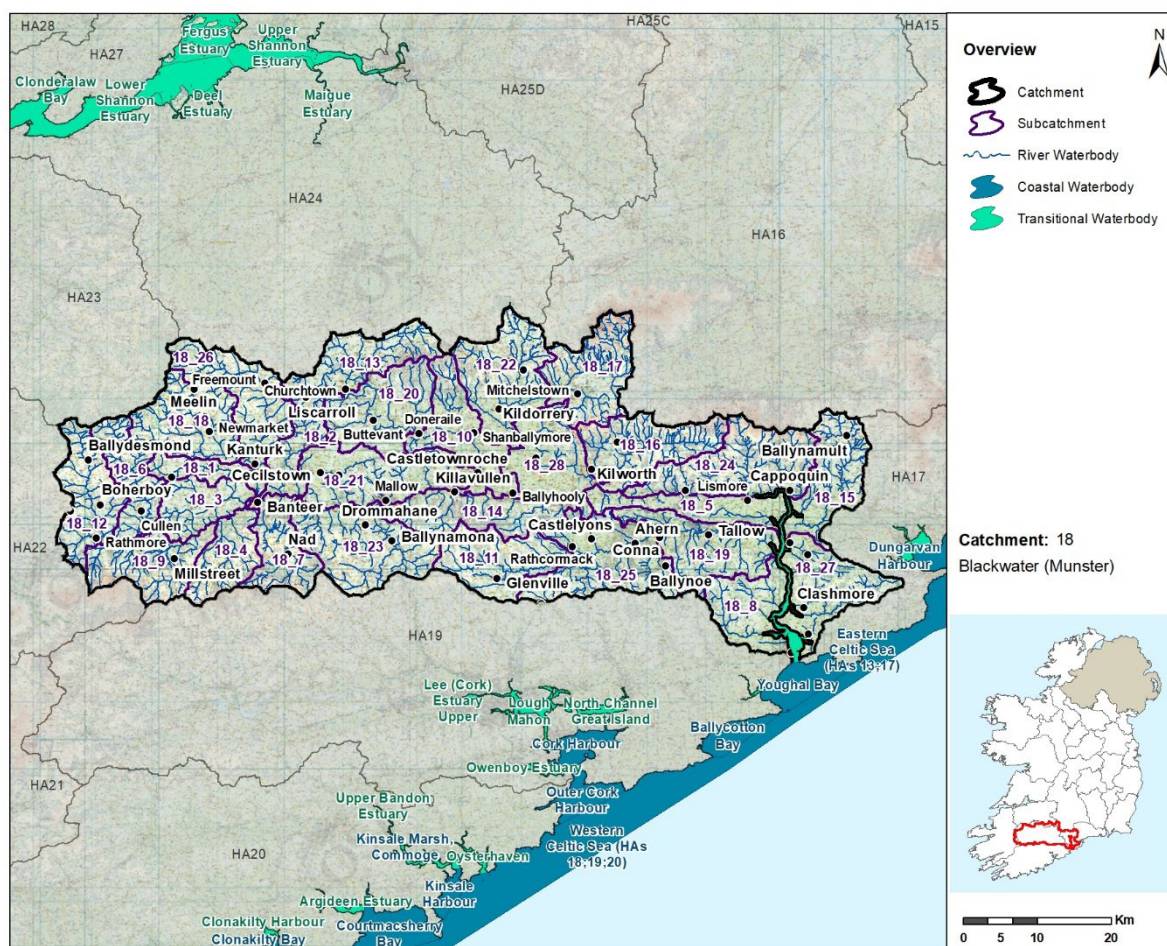 HA28
HA27
Fergus
Estuary
Upper
Shannon
Estuary
HA25C
HA15
Clonderalaw
Bay
Lower
Shannon
Estuary
Deel
Estuary
Maigue
Estuary
HA25D
HA24
HA16
HA23
18_26
18_13
18_22
18_17
Freemount
Churchtown
Mitchelstown
Meelin
18_20
Liscarroll
Kildorrery
18_18
Newmarket
18_2
Doneraile
Buttevant
18_10
Shanballymore
18_16
Ballydesmond
Kanturk
Castletownroche
18_28
Ballynamult
18_6
18_1
Cecilstown
Killavullen
Kilworth
18_24
Cappoquin
Boherboy
18_3
18_21
Mallow
Ballyhooly
Lismore
18_15
Banteer
Drommahane
18_14
18_5
18_12
Cullen
Castlelyons
Ahern
Tallow
Rathmore
Nad
18_23
Ballynamona
Conna
HA22
18_9
18_4
18_7
18_11
Rathcormack
18_19
18_27
Millstreet
Glenville
18_25
Ballynoe
Clashmore
18_8
HA17
Dungarvan
Harbour
Eastern
Celtic Sea
(HAs 13;17)
Youghal Bay
HA19
Lee (Cork)
Estuary
Upper
Lough
Mahon
North Channel
Great Island
Cork Harbour
Ballycotton
Bay
Owenboy Estuary
HA21
Outer Cork
Harbour
Upper Bandon
Estuary
Western
Celtic Sea (HAs
18;19;20)
Kinsale Marsh,
Commoge
Oysterhaven
HA20
Kinsale
Harbour
Argideen Estuary
Clonakilty Harbour
Clonakilty Bay
Courtmacsherry
Bay
Overview
N
Catchment
Subcatchment
River Waterbody
Coastal Waterbody
Transitional Waterbody
Catchment: 18
Blackwater (Munster)
Km
0 5 10 20